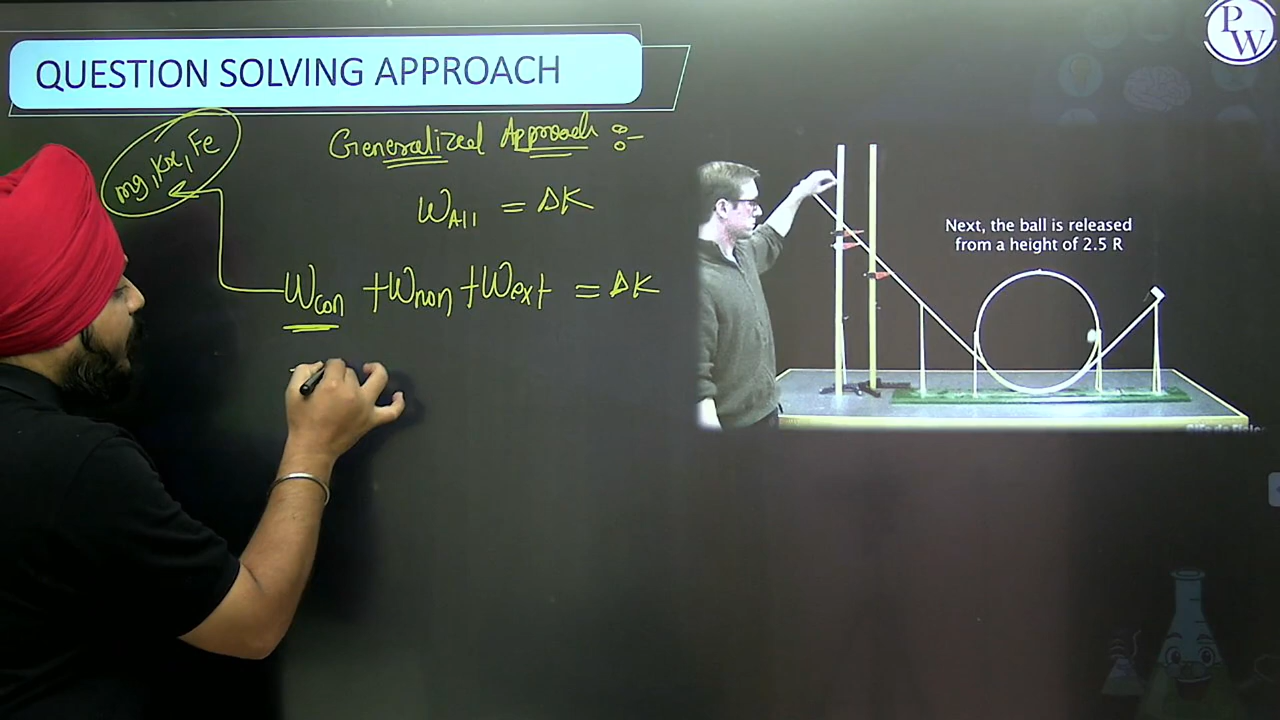 PW
QUESTION SOLVING APPROACH
Generalized Approach :-
mg, Kx, Fe
W_All = ΔK
W_con + W_non + W_ext = ΔK
Next, the ball is released
from a height of 2.5 R